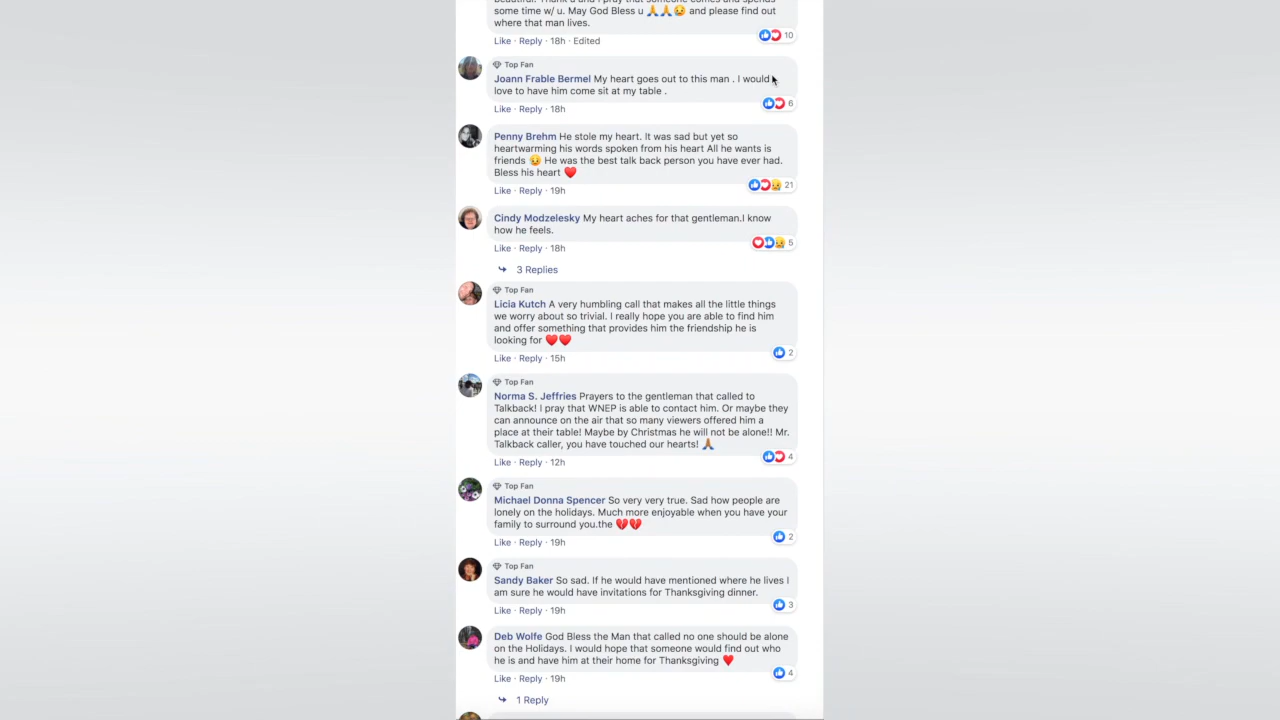 beautiful. Thank u and I pray that someone comes and spends
some time w/ u. May God Bless u 🙏🙏😥 and please find out
where that man lives.
10
Like · Reply · 18h · Edited
Top Fan
Joann Frable Bermel My heart goes out to this man . I would
love to have him come sit at my table .
6
Like · Reply · 18h
Penny Brehm He stole my heart. It was sad but yet so
heartwarming his words spoken from his heart All he wants is
friends 😥 He was the best talk back person you have ever had.
Bless his heart ❤️
21
Like · Reply · 19h
Cindy Modzelesky My heart aches for that gentleman.I know
how he feels.
5
Like · Reply · 18h
3 Replies
Top Fan
Licia Kutch A very humbling call that makes all the little things
we worry about so trivial. I really hope you are able to find him
and offer something that provides him the friendship he is
looking for ❤️❤️
2
Like · Reply · 15h
Top Fan
Norma S. Jeffries Prayers to the gentleman that called to
Talkback! I pray that WNEP is able to contact him. Or maybe they
can announce on the air that so many viewers offered him a
place at their table! Maybe by Christmas he will not be alone!! Mr.
Talkback caller, you have touched our hearts! 🙏🏾
4
Like · Reply · 12h
Top Fan
Michael Donna Spencer So very very true. Sad how people are
lonely on the holidays. Much more enjoyable when you have your
family to surround you.the 💔💔
2
Like · Reply · 19h
Top Fan
Sandy Baker So sad. If he would have mentioned where he lives I
am sure he would have invitations for Thanksgiving dinner.
3
Like · Reply · 19h
Deb Wolfe God Bless the Man that called no one should be alone
on the Holidays. I would hope that someone would find out who
he is and have him at their home for Thanksgiving ❤️
4
Like · Reply · 19h
1 Reply